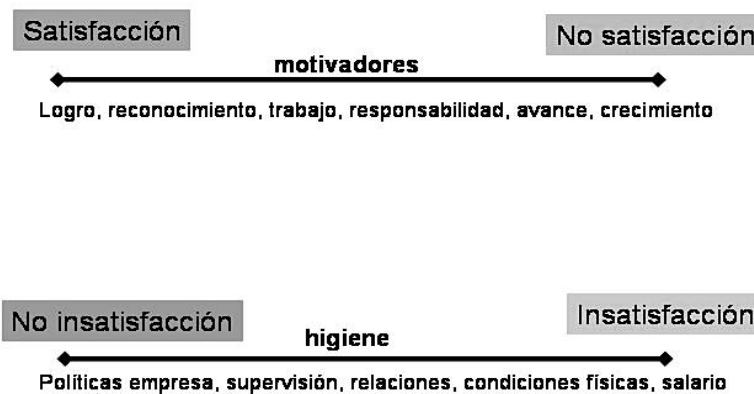 Satisfacción
No satisfacción
motivadores
Logro, reconocimiento, trabajo, responsabilidad, avance, crecimiento
No insatisfacción
Insatisfacción
higiene
Políticas empresa, supervisión, relaciones, condiciones físicas, salario